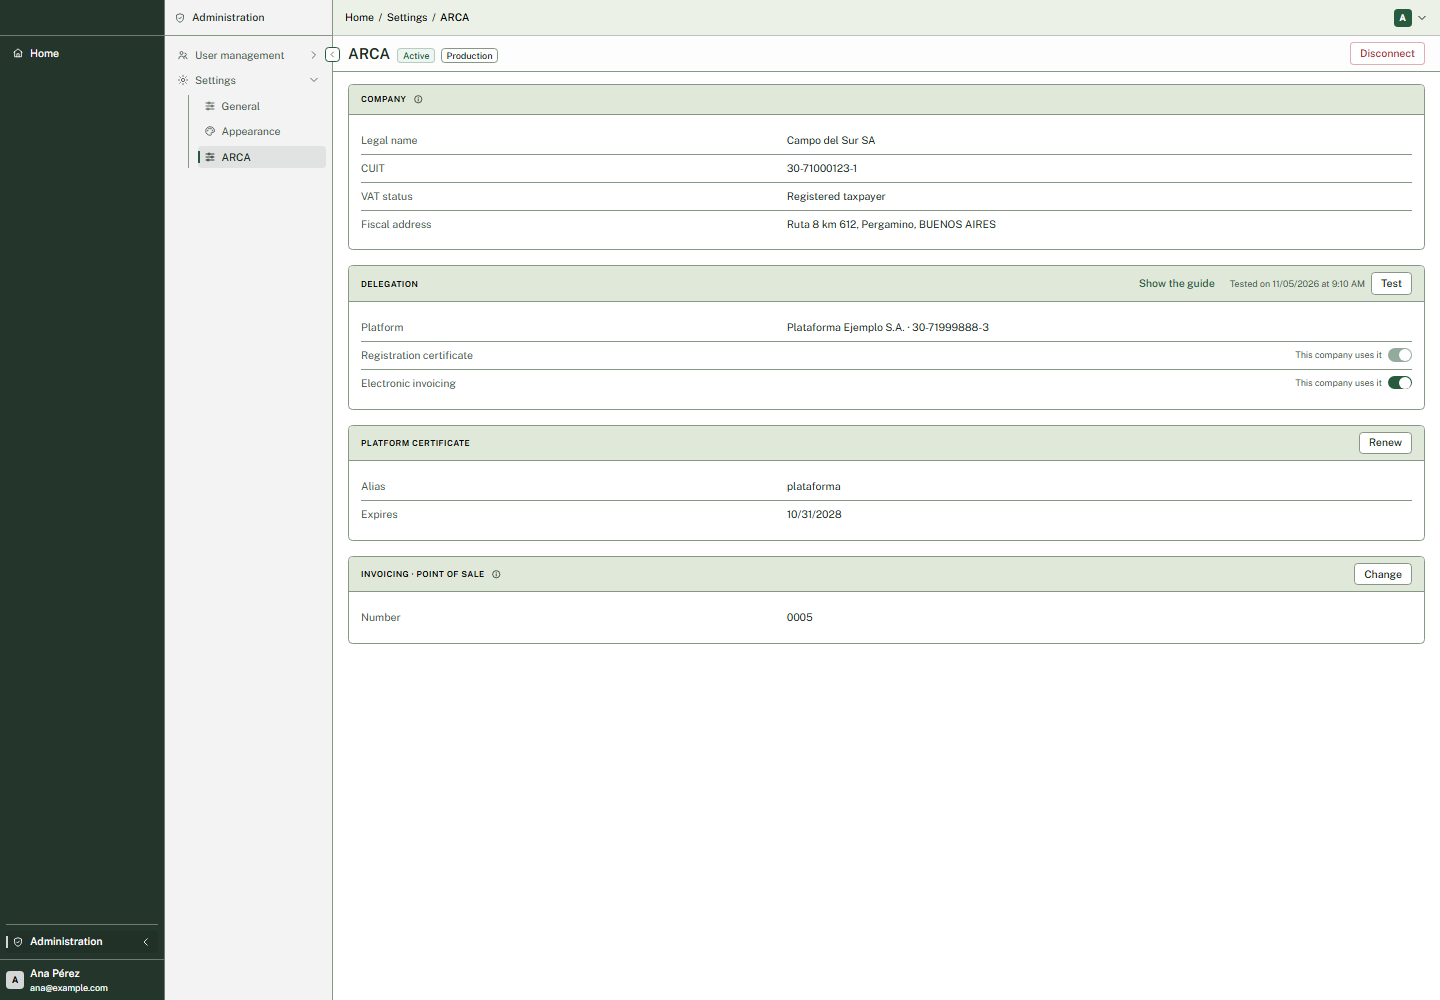 Administration
Home / Settings / ARCA
A
Home
User management
Settings
General
Appearance
ARCA
ARCA
Active
Production
Disconnect
COMPANY
Legal name
Campo del Sur SA
CUIT
30-71000123-1
VAT status
Registered taxpayer
Fiscal address
Ruta 8 km 612, Pergamino, BUENOS AIRES
DELEGATION
Show the guide
Tested on 11/05/2026 at 9:10 AM
Test
Platform
Plataforma Ejemplo S.A. · 30-71999888-3
Registration certificate
This company uses it
Electronic invoicing
This company uses it
PLATFORM CERTIFICATE
Renew
Alias
plataforma
Expires
10/31/2028
INVOICING · POINT OF SALE
Change
Number
0005
Administration
A
Ana Pérez
ana@example.com